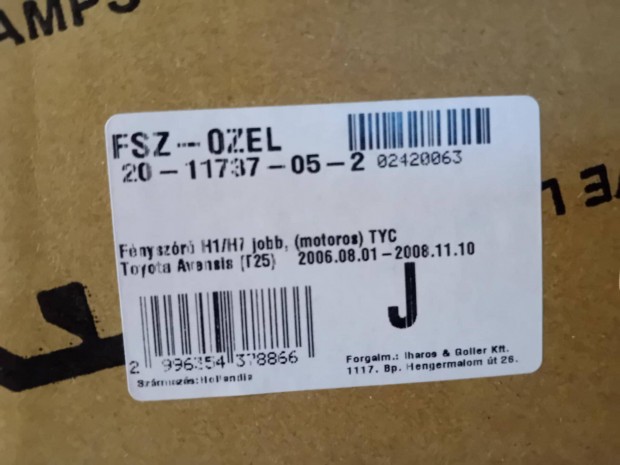 AMPS
FSZ--0ZEL
20-11737-05-2 02420063
Fényszóró H1/H7 jobb, (motoros) TYC
Toyota Avensis (T25) 2006.08.01-2008.11.10
J
2 996354 378866
Forgalm.: Iharos & Goller Kft.
1117. Bp. Hengermalom út 26.
Származás:Hollandia